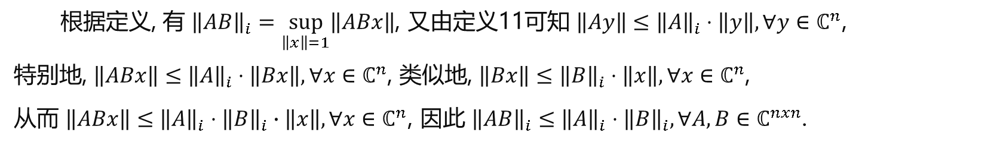 根据定义, 有 ‖AB‖ᵢ = sup_{‖x‖=1} ‖ABx‖, 又由定义11可知 ‖Ay‖ ≤ ‖A‖ᵢ · ‖y‖, ∀y ∈ ℂⁿ,
特别地, ‖ABx‖ ≤ ‖A‖ᵢ · ‖Bx‖, ∀x ∈ ℂⁿ, 类似地, ‖Bx‖ ≤ ‖B‖ᵢ · ‖x‖, ∀x ∈ ℂⁿ,
从而 ‖ABx‖ ≤ ‖A‖ᵢ · ‖B‖ᵢ · ‖x‖, ∀x ∈ ℂⁿ, 因此 ‖AB‖ᵢ ≤ ‖A‖ᵢ · ‖B‖ᵢ, ∀A, B ∈ ℂⁿˣⁿ.